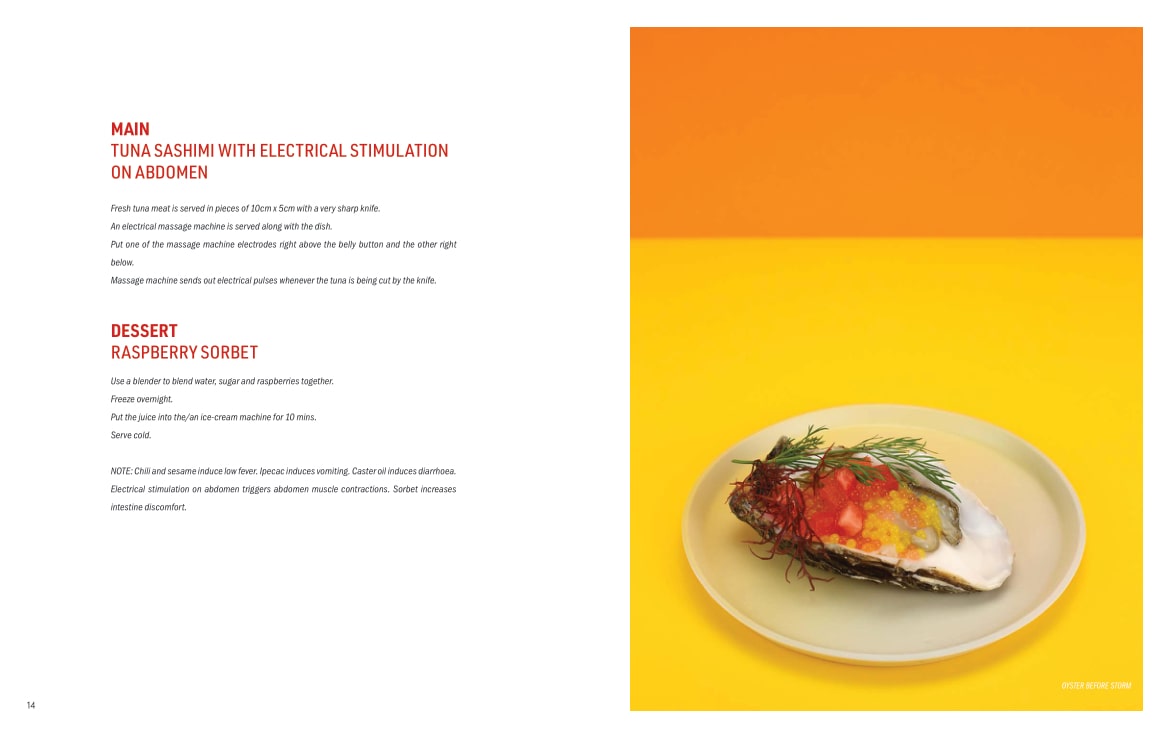 MAIN
TUNA SASHIMI WITH ELECTRICAL STIMULATION
ON ABDOMEN
Fresh tuna meat is served in pieces of 10cm x 5cm with a very sharp knife.
An electrical massage machine is served along with the dish.
Put one of the massage machine electrodes right above the belly button and the other right
below.
Massage machine sends out electrical pulses whenever the tuna is being cut by the knife.
DESSERT
RASPBERRY SORBET
Use a blender to blend water, sugar and raspberries together.
Freeze overnight.
Put the juice into the/an ice-cream machine for 10 mins.
Serve cold.
NOTE: Chili and sesame induce low fever. Ipecac induces vomiting. Caster oil induces diarrhoea.
Electrical stimulation on abdomen triggers abdomen muscle contractions. Sorbet increases
intestine discomfort.
14
OYSTER BEFORE STORM